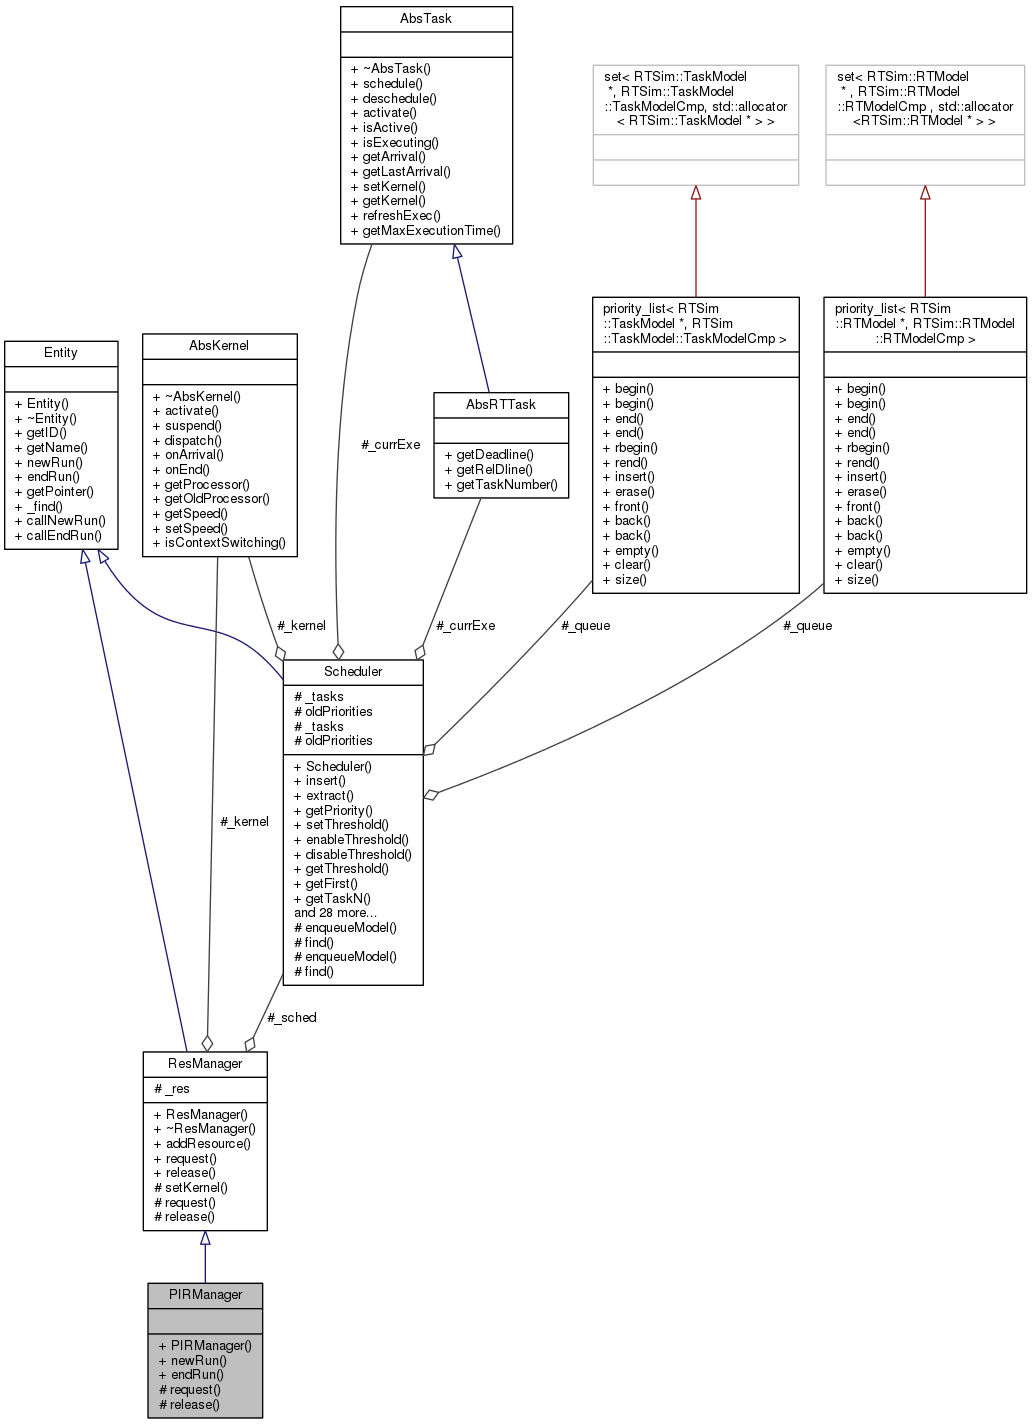 AbsTask
+ ~AbsTask()
+ schedule()
+ deschedule()
+ activate()
+ isActive()
+ isExecuting()
+ getArrival()
+ getLastArrival()
+ setKernel()
+ getKernel()
+ refreshExec()
+ getMaxExecutionTime()
set< RTSim::TaskModel
*, RTSim::TaskModel
::TaskModelCmp, std::allocator
< RTSim::TaskModel * > >
set< RTSim::RTModel
* , RTSim::RTModel
::RTModelCmp , std::allocator
<RTSim::RTModel * > >
priority_list< RTSim
::TaskModel *, RTSim
::TaskModel::TaskModelCmp >
+ begin()
+ begin()
+ end()
+ end()
+ rbegin()
+ rend()
+ insert()
+ erase()
+ front()
+ back()
+ back()
+ empty()
+ clear()
+ size()
priority_list< RTSim
::RTModel *, RTSim::RTModel
::RTModelCmp >
+ begin()
+ begin()
+ end()
+ end()
+ rbegin()
+ rend()
+ insert()
+ erase()
+ front()
+ back()
+ back()
+ empty()
+ clear()
+ size()
Entity
+ Entity()
+ ~Entity()
+ getID()
+ getName()
+ newRun()
+ endRun()
+ getPointer()
+ _find()
+ callNewRun()
+ callEndRun()
AbsKernel
+ ~AbsKernel()
+ activate()
+ suspend()
+ dispatch()
+ onArrival()
+ onEnd()
+ getProcessor()
+ getOldProcessor()
+ getSpeed()
+ setSpeed()
+ isContextSwitching()
AbsRTTask
+ getDeadline()
+ getRelDline()
+ getTaskNumber()
#_currExe
#_kernel
#_currExe
#_queue
#_queue
Scheduler
# _tasks
# oldPriorities
# _tasks
# oldPriorities
+ Scheduler()
+ insert()
+ extract()
+ getPriority()
+ setThreshold()
+ enableThreshold()
+ disableThreshold()
+ getThreshold()
+ getFirst()
+ getTaskN()
and 28 more...
# enqueueModel()
# find()
# enqueueModel()
# find()
#_kernel
#_sched
ResManager
# _res
+ ResManager()
+ ~ResManager()
+ addResource()
+ request()
+ release()
# setKernel()
# request()
# release()
PIRManager
+ PIRManager()
+ newRun()
+ endRun()
# request()
# release()